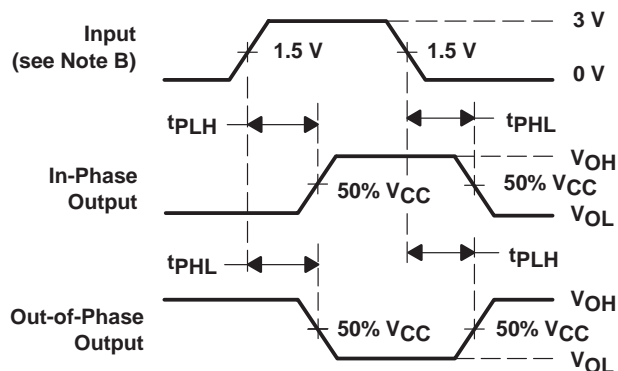 3 V
Input
(see Note B)
1.5 V
1.5 V
0 V
tPLH
tPHL
In-Phase
Output
50% VCC
VOH
50% VCC
VOL
tPHL
tPLH
Out-of-Phase
Output
50% VCC
VOH
50% VCC
VOL